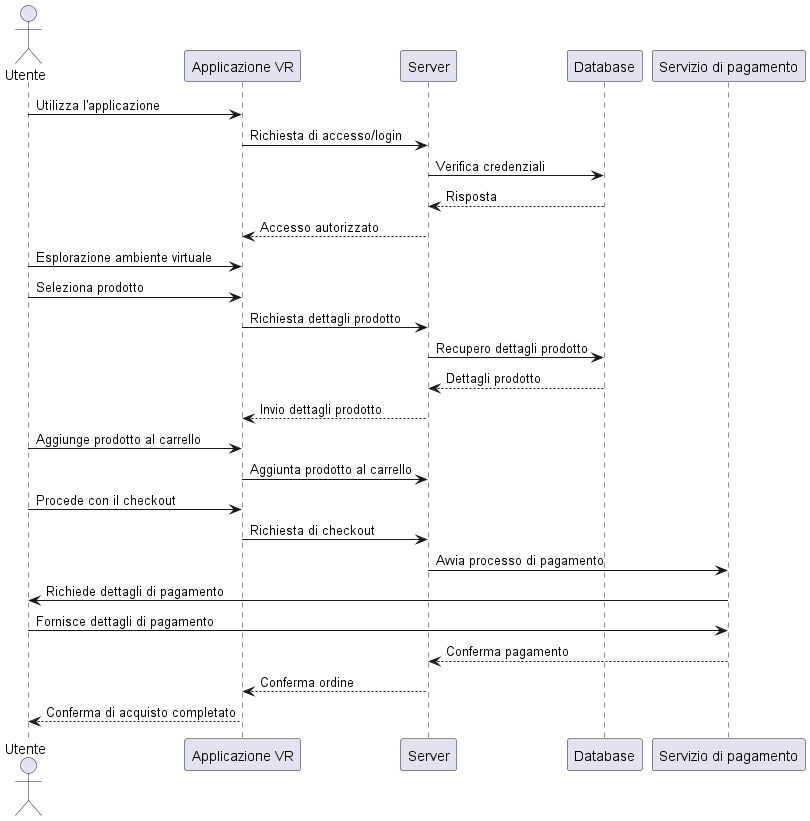 Utente
Applicazione VR
Server
Database
Servizio di pagamento
Utilizza l'applicazione
Richiesta di accesso/login
Verifica credenziali
Risposta
Accesso autorizzato
Esplorazione ambiente virtuale
Seleziona prodotto
Richiesta dettagli prodotto
Recupero dettagli prodotto
Dettagli prodotto
Invio dettagli prodotto
Aggiunge prodotto al carrello
Aggiunta prodotto al carrello
Procede con il checkout
Richiesta di checkout
Avvia processo di pagamento
Richiede dettagli di pagamento
Fornisce dettagli di pagamento
Conferma pagamento
Conferma ordine
Conferma di acquisto completato
Utente
Applicazione VR
Server
Database
Servizio di pagamento